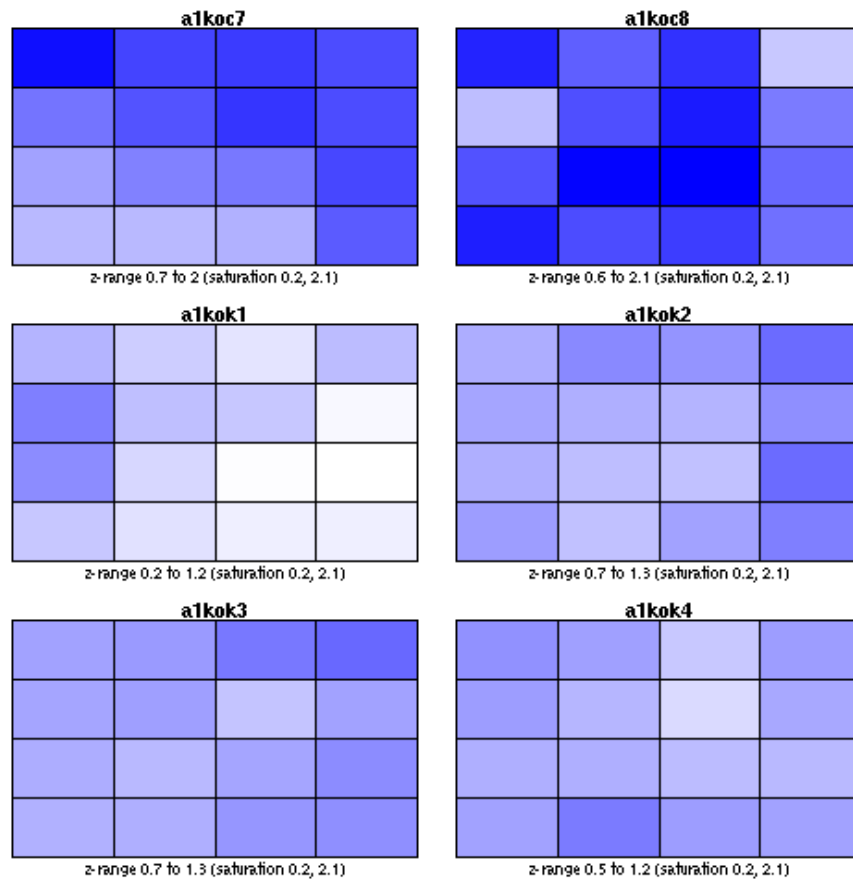 a1koc7
a1koc8
z-range 0.7 to 2 (saturation 0.2, 2.1)
z-range 0.6 to 2.1 (saturation 0.2, 2.1)
a1kok1
a1kok2
z-range 0.2 to 1.2 (saturation 0.2, 2.1)
z-range 0.7 to 1.3 (saturation 0.2, 2.1)
a1kok3
a1kok4
z-range 0.7 to 1.3 (saturation 0.2, 2.1)
z-range 0.5 to 1.2 (saturation 0.2, 2.1)